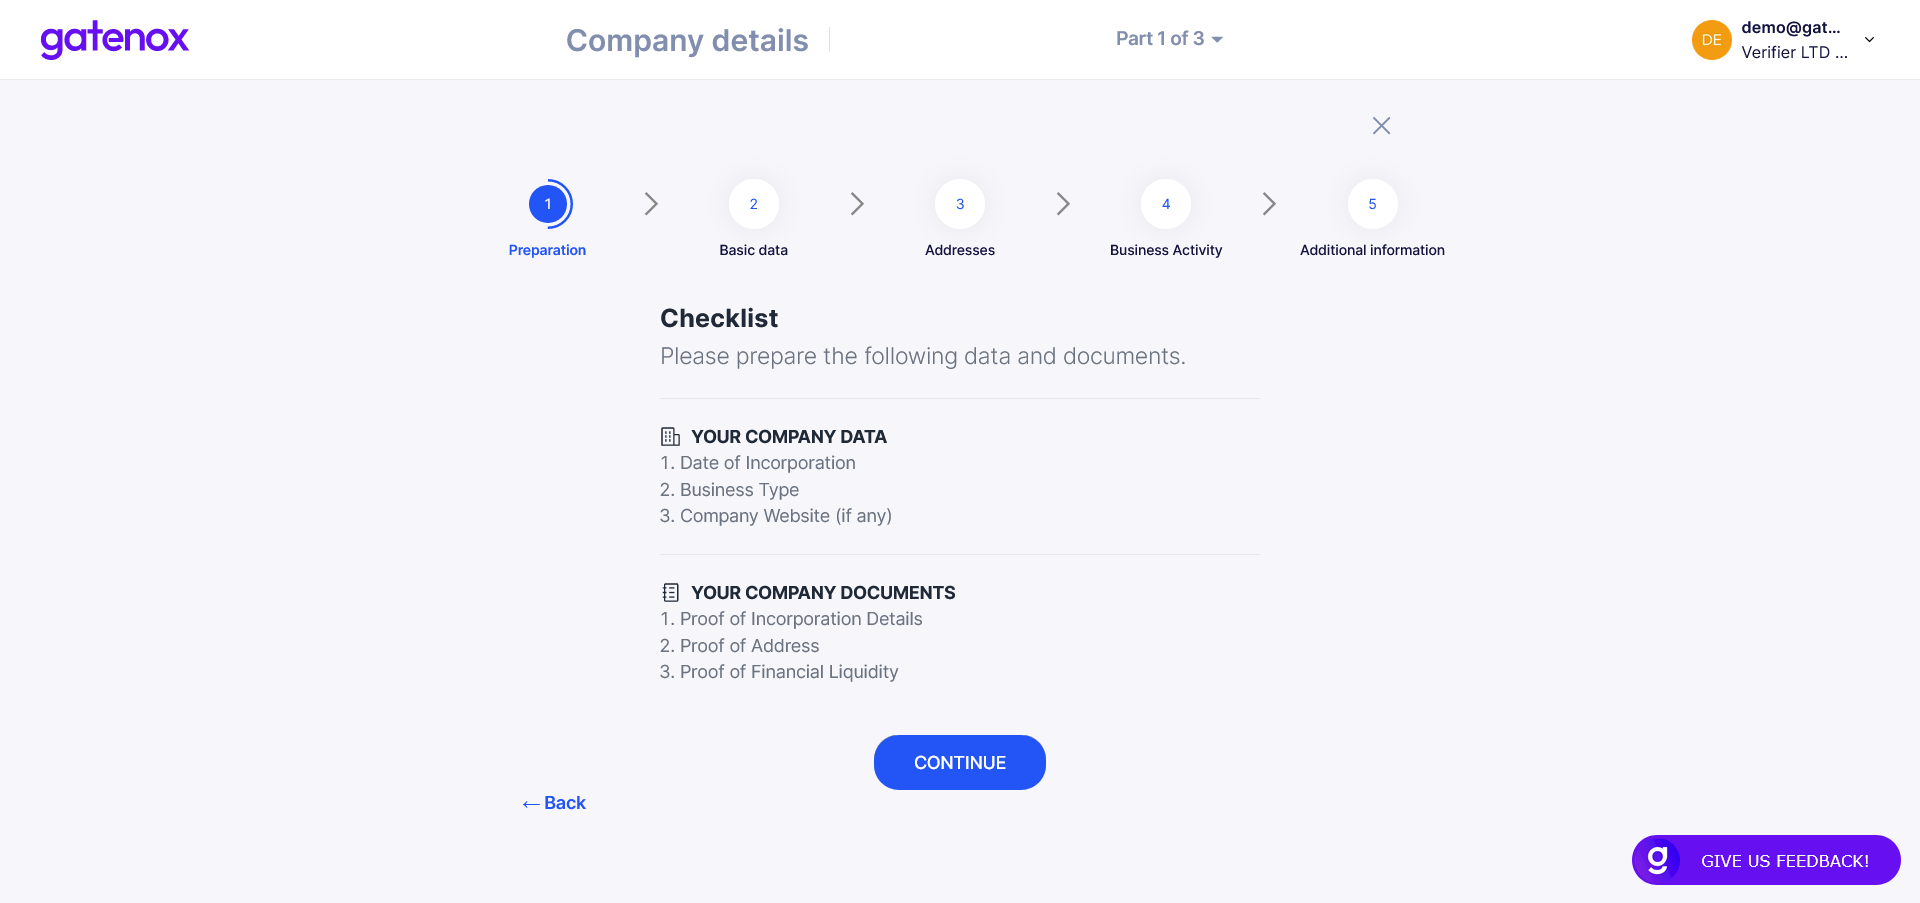 gatenox
Company details
Part 1 of 3
DE
demo@gat...
Verifier LTD ...
1
2
3
4
5
Preparation
Basic data
Addresses
Business Activity
Additional information
Checklist
Please prepare the following data and documents.
YOUR COMPANY DATA
1. Date of Incorporation
2. Business Type
3. Company Website (if any)
YOUR COMPANY DOCUMENTS
1. Proof of Incorporation Details
2. Proof of Address
3. Proof of Financial Liquidity
CONTINUE
← Back
g GIVE US FEEDBACK!